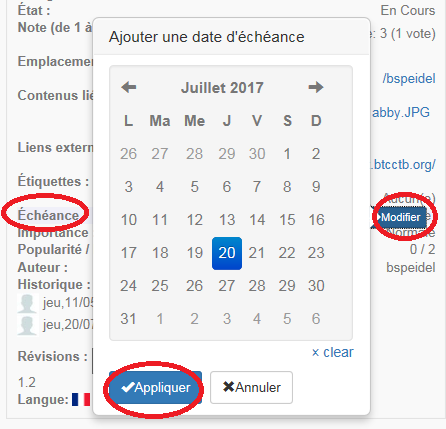 État : En Cours
Note (de 1 à e: 3 (1 vote)
Ajouter une date d'échéance
Emplacemen /bspeidel
Juillet 2017
Contenus lié abby.JPG
L Ma Me J V S D
26 27 28 29 30 1 2
Liens extern
3 4 5 6 7 8 9
.btcctb.org/
Étiquettes : Aucun(e)
10 11 12 13 14 15 16
Échéance Modifier
Importance Normale
17 18 19 20 21 22 23
Popularité / 0 / 2
Auteur : bspeidel
24 25 26 27 28 29 30
Historique :
jeu,11/05
31 1 2 3 4 5 6
jeu,20/07
× clear
Révisions :
1.2
Appliquer Annuler
Langue: